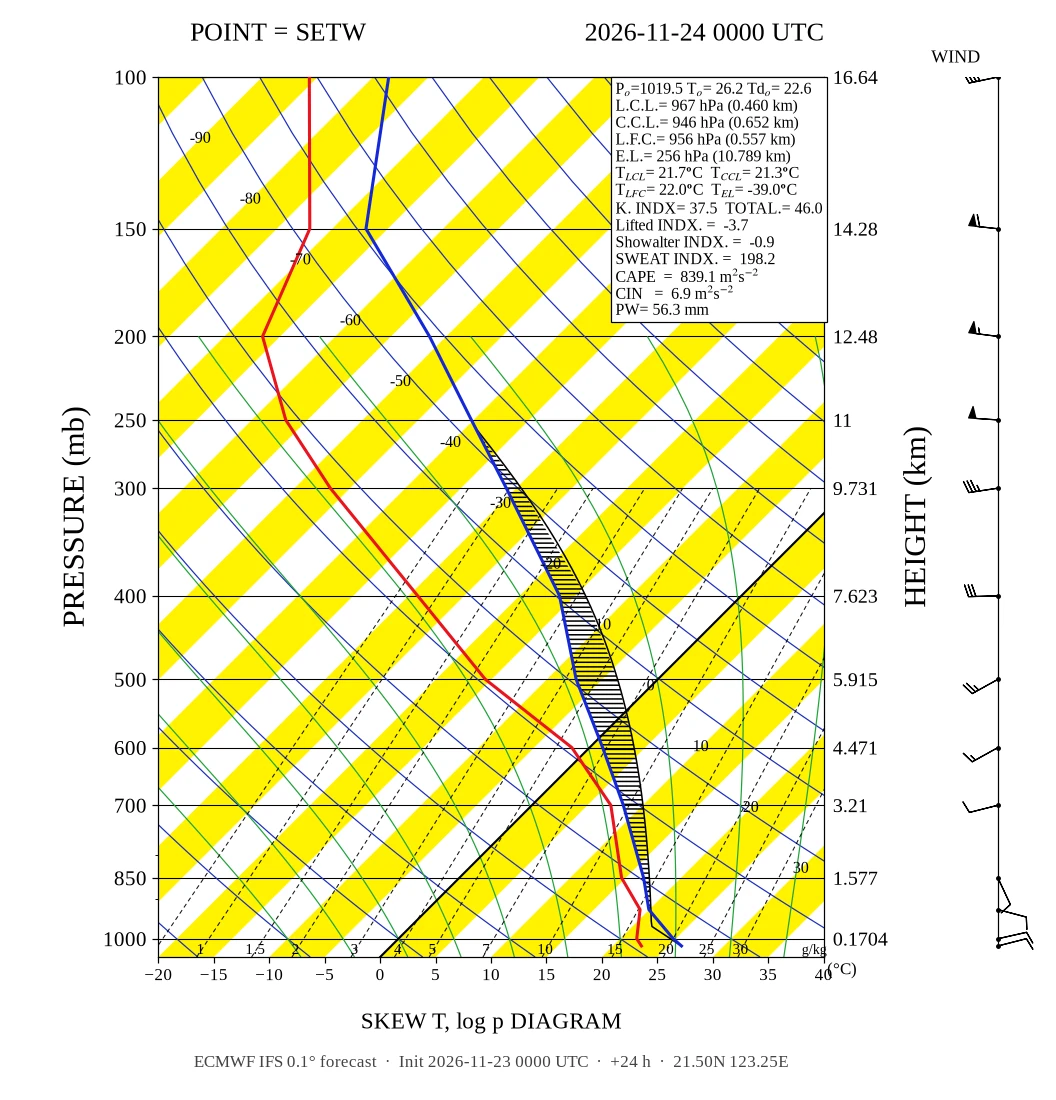 POINT = SETW
2026-11-24 0000 UTC
WIND
Pₒ=1019.5 Tₒ= 26.2 Tdₒ= 22.6
L.C.L.= 967 hPa (0.460 km)
C.C.L.= 946 hPa (0.652 km)
L.F.C.= 956 hPa (0.557 km)
E.L.= 256 hPa (10.789 km)
T_LCL= 21.7°C T_CCL= 21.3°C
T_LFC= 22.0°C T_EL= -39.0°C
K. INDX= 37.5 TOTAL.= 46.0
Lifted INDX. = -3.7
Showalter INDX. = -0.9
SWEAT INDX. = 198.2
CAPE = 839.1 m²s⁻²
CIN = 6.9 m²s⁻²
PW= 56.3 mm
100 16.64
-90
-80
150 14.28
-70
-60
200 12.48
-50
250 11
-40
300 9.731
-30
-20
400 7.623
-10
500 5.915
0
600 4.471
10
700 3.21
20
850 1.577
30
1000 0.1704
PRESSURE (mb)
HEIGHT (km)
1 1.5 2 3 4 5 7 10 15 20 25 30 g/kg
−20 −15 −10 −5 0 5 10 15 20 25 30 35 40 (°C)
SKEW T, log p DIAGRAM
ECMWF IFS 0.1° forecast · Init 2026-11-23 0000 UTC · +24 h · 21.50N 123.25E